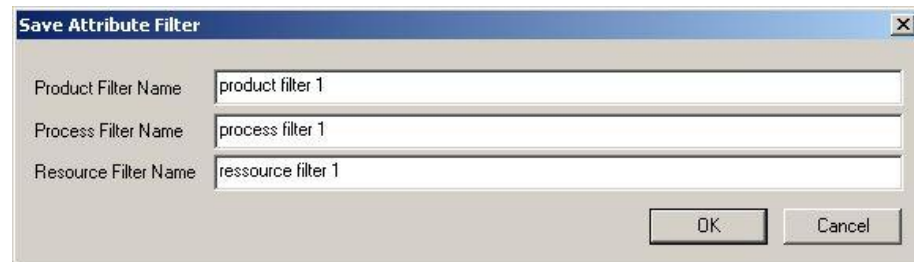 Save Attribute Filter
Product Filter Name product filter 1
Process Filter Name process filter 1
Resource Filter Name ressource filter 1
OK Cancel